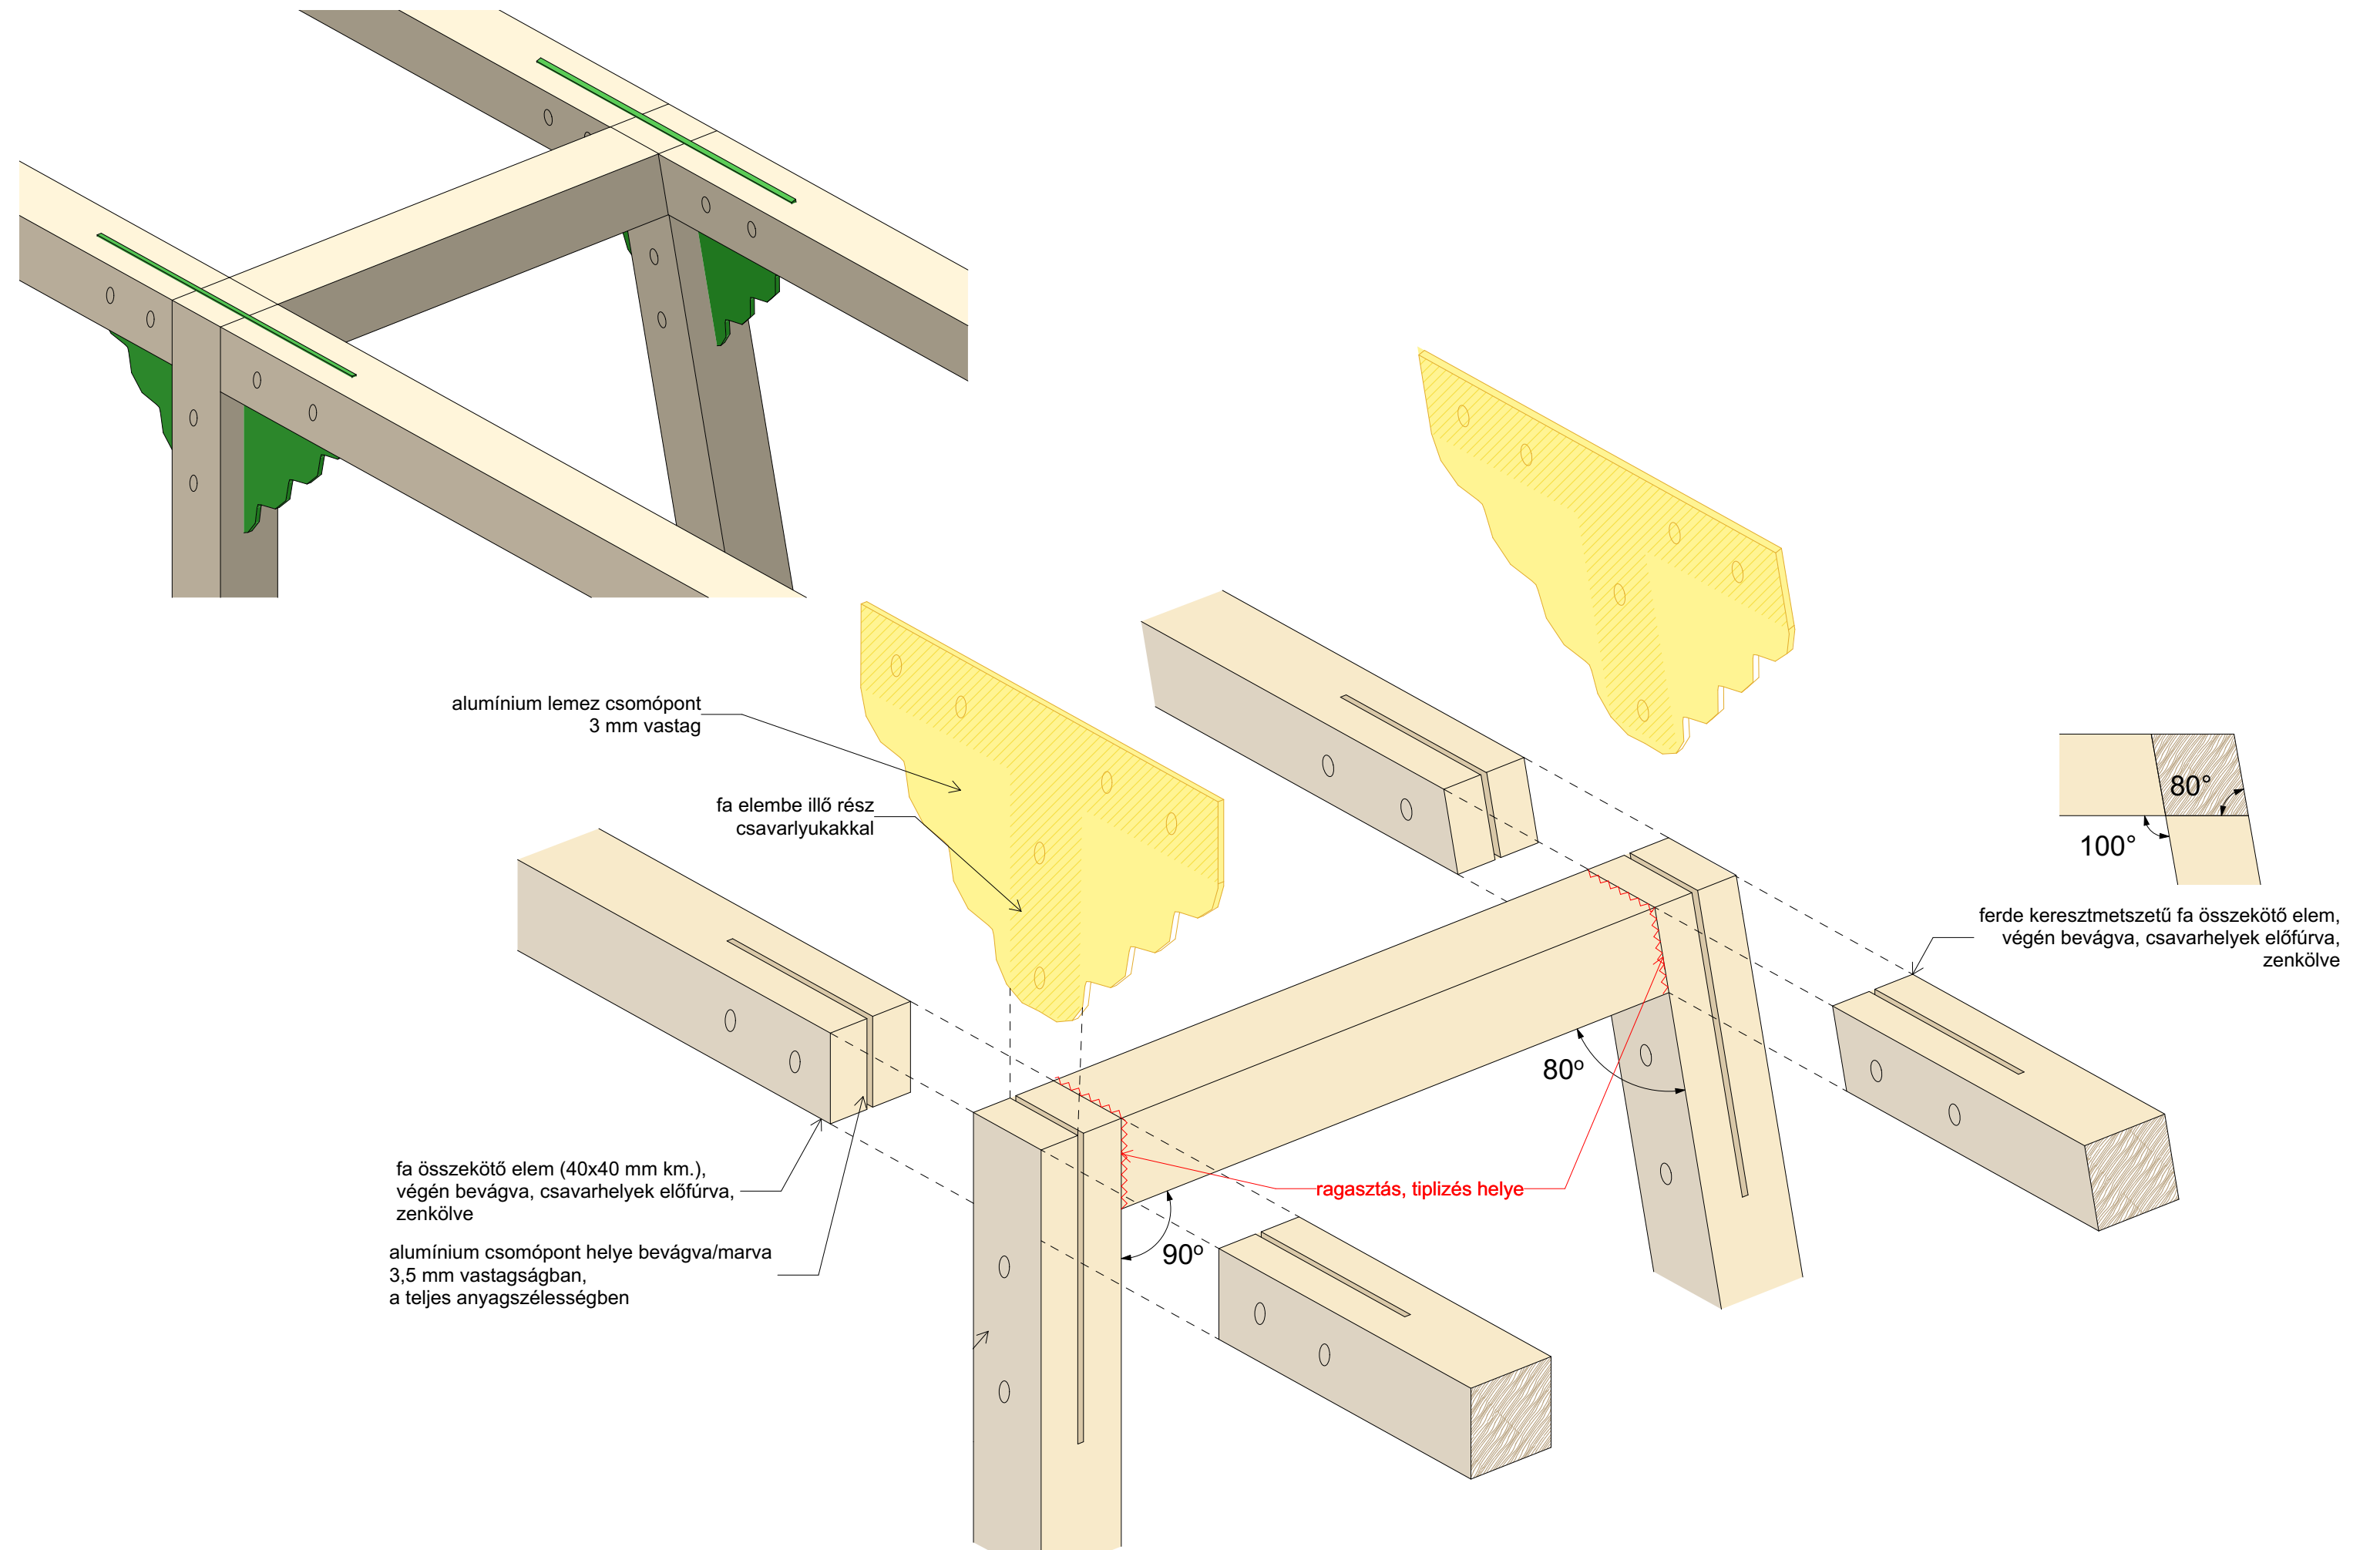 alumínium lemez csomópont
3 mm vastag
fa elembe illő rész
csavarlyukakkal
80°
100°
ferde keresztmetszetű fa összekötő elem,
végén bevágva, csavarhelyek előfúrva,
zenkölve
80º
fa összekötő elem (40x40 mm km.),
végén bevágva, csavarhelyek előfúrva,
zenkölve
ragasztás, tiplizés helye
90º
alumínium csomópont helye bevágva/marva
3,5 mm vastagságban,
a teljes anyagszélességben